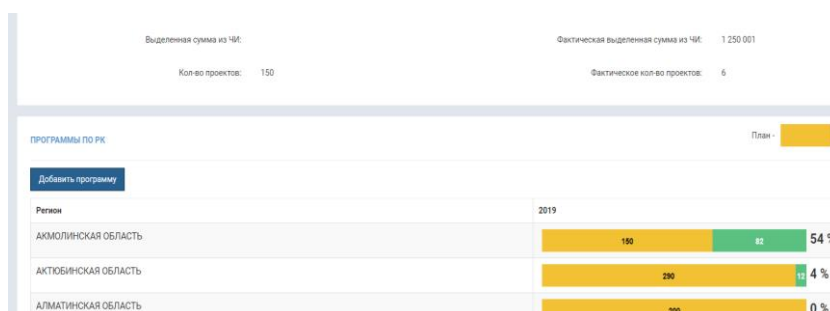 Выделенная сумма из ЧИ: Фактическая выделенная сумма из ЧИ: 1 250 001
Кол-во проектов: 150 Фактическое кол-во проектов: 6
ПРОГРАММЫ ПО РК План -
Добавить программу
Регион 2019
АКМОЛИНСКАЯ ОБЛАСТЬ 150 82 54 %
АКТЮБИНСКАЯ ОБЛАСТЬ 290 12 4 %
АЛМАТИНСКАЯ ОБЛАСТЬ 0 %